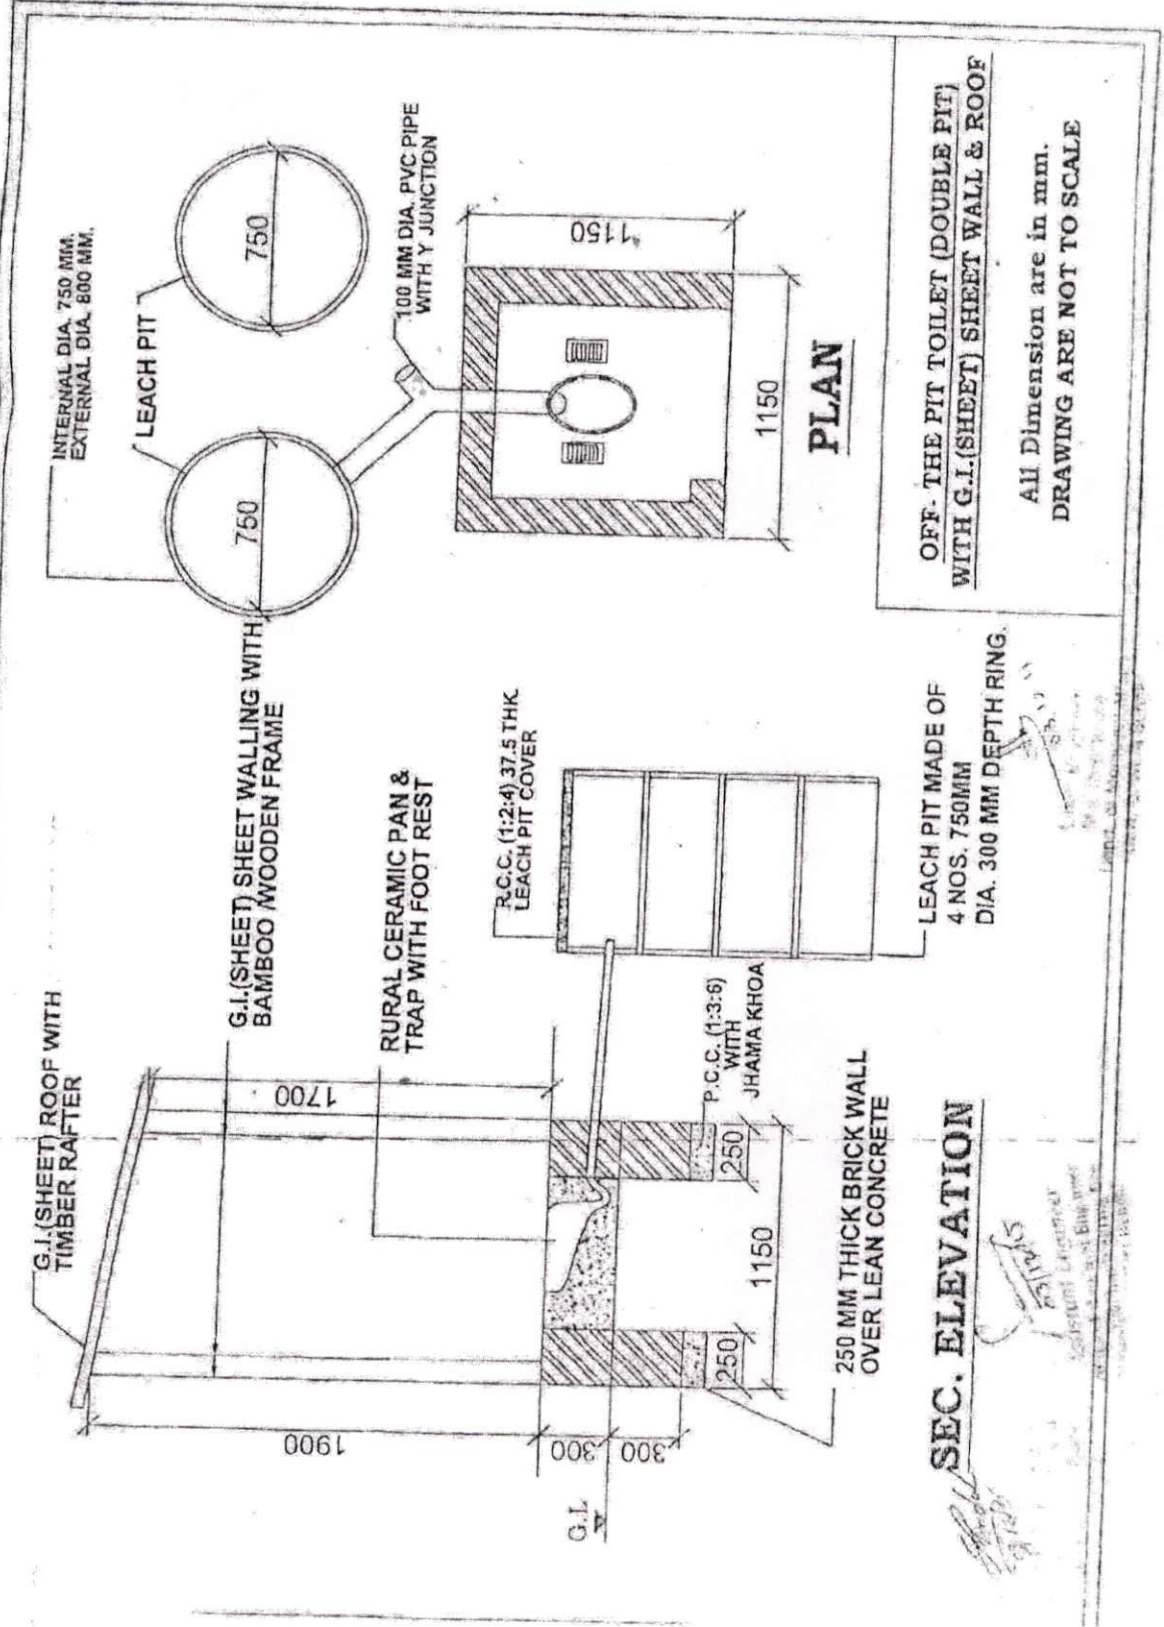 G.I.(SHEET) ROOF WITH
TIMBER RAFTER
G.I.(SHEET) SHEET WALLING WITH
BAMBOO /WOODEN FRAME
RURAL CERAMIC PAN &
TRAP WITH FOOT REST
1900
1700
300
300
G.L
250
250
1150
P.C.C. (1:3:6)
WITH
JHAMA KHOA
250 MM THICK BRICK WALL
OVER LEAN CONCRETE
SEC. ELEVATION
R.C.C. (1:2:4) 37.5 THK.
LEACH PIT COVER
LEACH PIT MADE OF
4 NOS. 750MM
DIA. 300 MM DEPTH RING.
INTERNAL DIA. 750 MM.
EXTERNAL DIA. 800 MM.
LEACH PIT
750
750
100 MM DIA. PVC PIPE
WITH Y JUNCTION
1150
1150
PLAN
OFF- THE PIT TOILET (DOUBLE PIT)
WITH G.I.(SHEET) SHEET WALL & ROOF
All Dimension are in mm.
DRAWING ARE NOT TO SCALE
Assistant Engineer